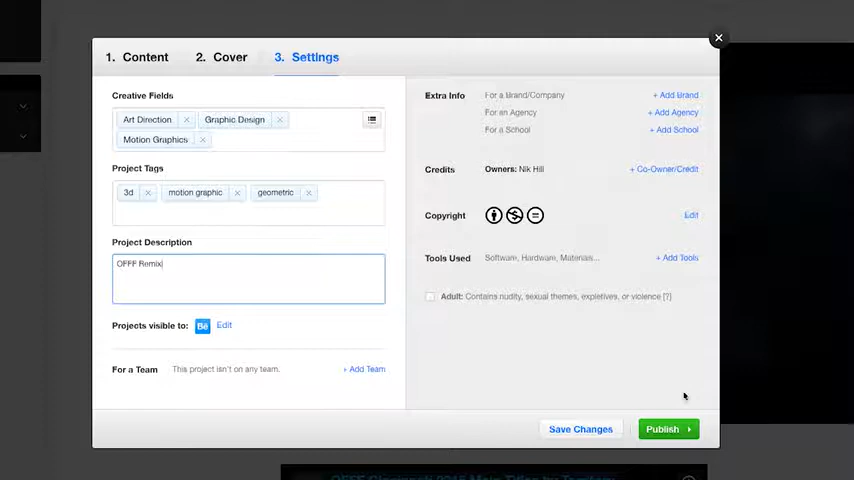 1. Content
2. Cover
3. Settings
Creative Fields
Art Direction
Graphic Design
Motion Graphics
Project Tags
3d
motion graphic
geometric
Project Description
OFFF Remix
Projects visible to: Bē Edit
For a Team This project isn't on any team. + Add Team
Extra Info For a Brand/Company + Add Brand
For an Agency + Add Agency
For a School + Add School
Credits Owners: Nik Hill + Co-Owner/Credit
Copyright Edit
Tools Used Software, Hardware, Materials... + Add Tools
Adult: Contains nudity, sexual themes, expletives, or violence [?]
Save Changes Publish